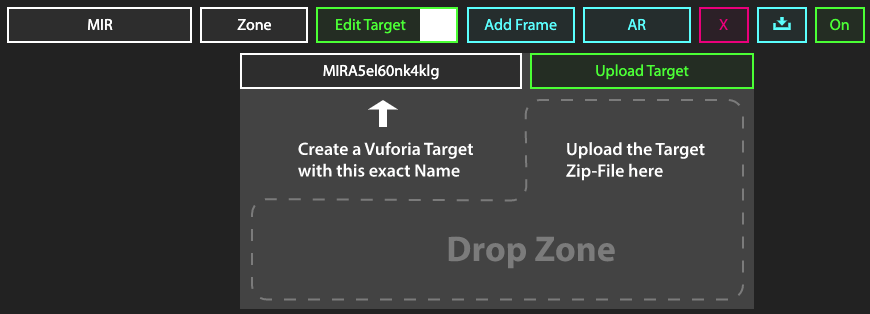 MIR
Zone
Edit Target
Add Frame
AR
X
On
MIRA5el60nk4klg
Upload Target
Create a Vuforia Target
with this exact Name
Upload the Target
Zip-File here
Drop Zone